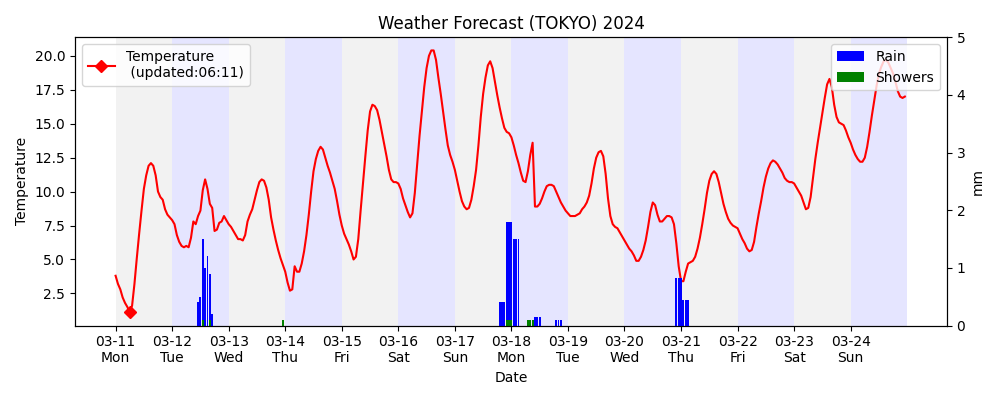 Weather Forecast (TOKYO) 2024
Temperature
(updated:06:11)
Rain
Showers
Temperature
20.0
17.5
15.0
12.5
10.0
7.5
5.0
2.5
5
4
3
2
1
0
mm
03-11 03-12 03-13 03-14 03-15 03-16 03-17 03-18 03-19 03-20 03-21 03-22 03-23 03-24
Mon Tue Wed Thu Fri Sat Sun Mon Tue Wed Thu Fri Sat Sun
Date